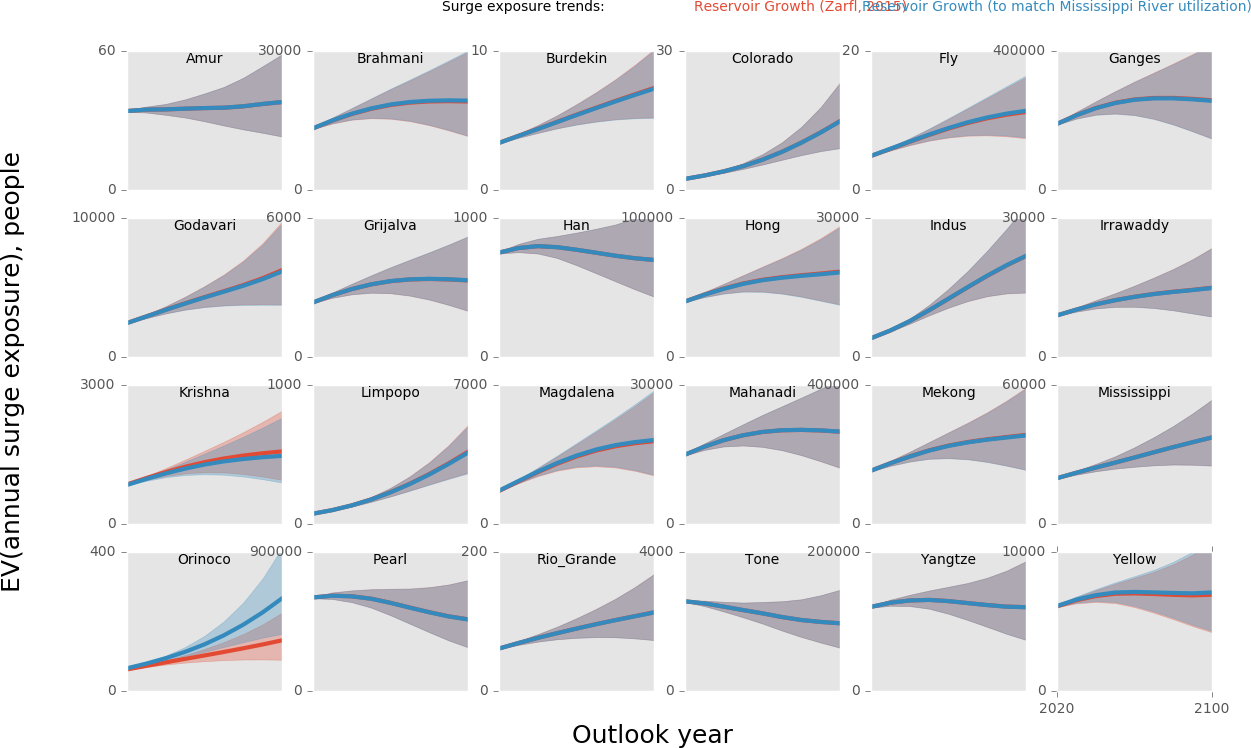 Surge exposure trends: Reservoir Growth (Zarfl, 2015) Reservoir Growth (to match Mississippi River utilization)
60 Amur 30000 Brahmani 10 Burdekin 30 Colorado 20 Fly 400000 Ganges
0 0 0 0 0 0
10000 Godavari 6000 Grijalva 1000 Han 100000 Hong 30000 Indus 30000 Irrawaddy
0 0 0 0 0 0
3000 Krishna 1000 Limpopo 7000 Magdalena 30000 Mahanadi 400000 Mekong 60000 Mississippi
0 0 0 0 0 0
400 Orinoco 900000 Pearl 200 Rio_Grande 4000 Tone 200000 Yangtze 10000 Yellow
0 0 0 0 0 0
2020 2100
EV(annual surge exposure), people
Outlook year